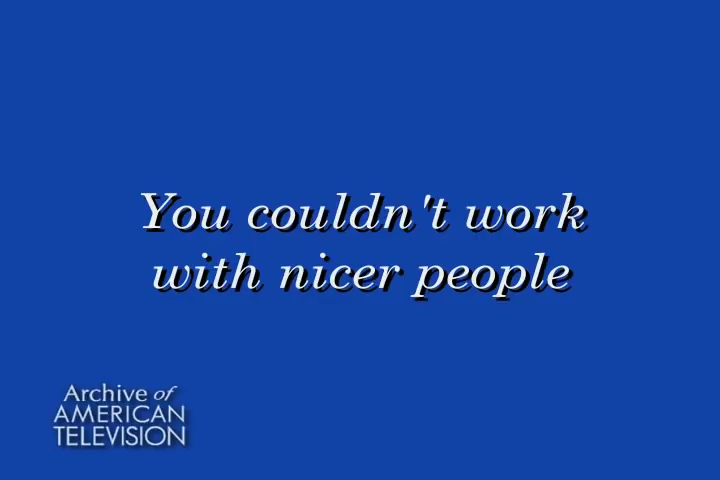 You couldn't work
with nicer people
Archive of
AMERICAN
TELEVISION